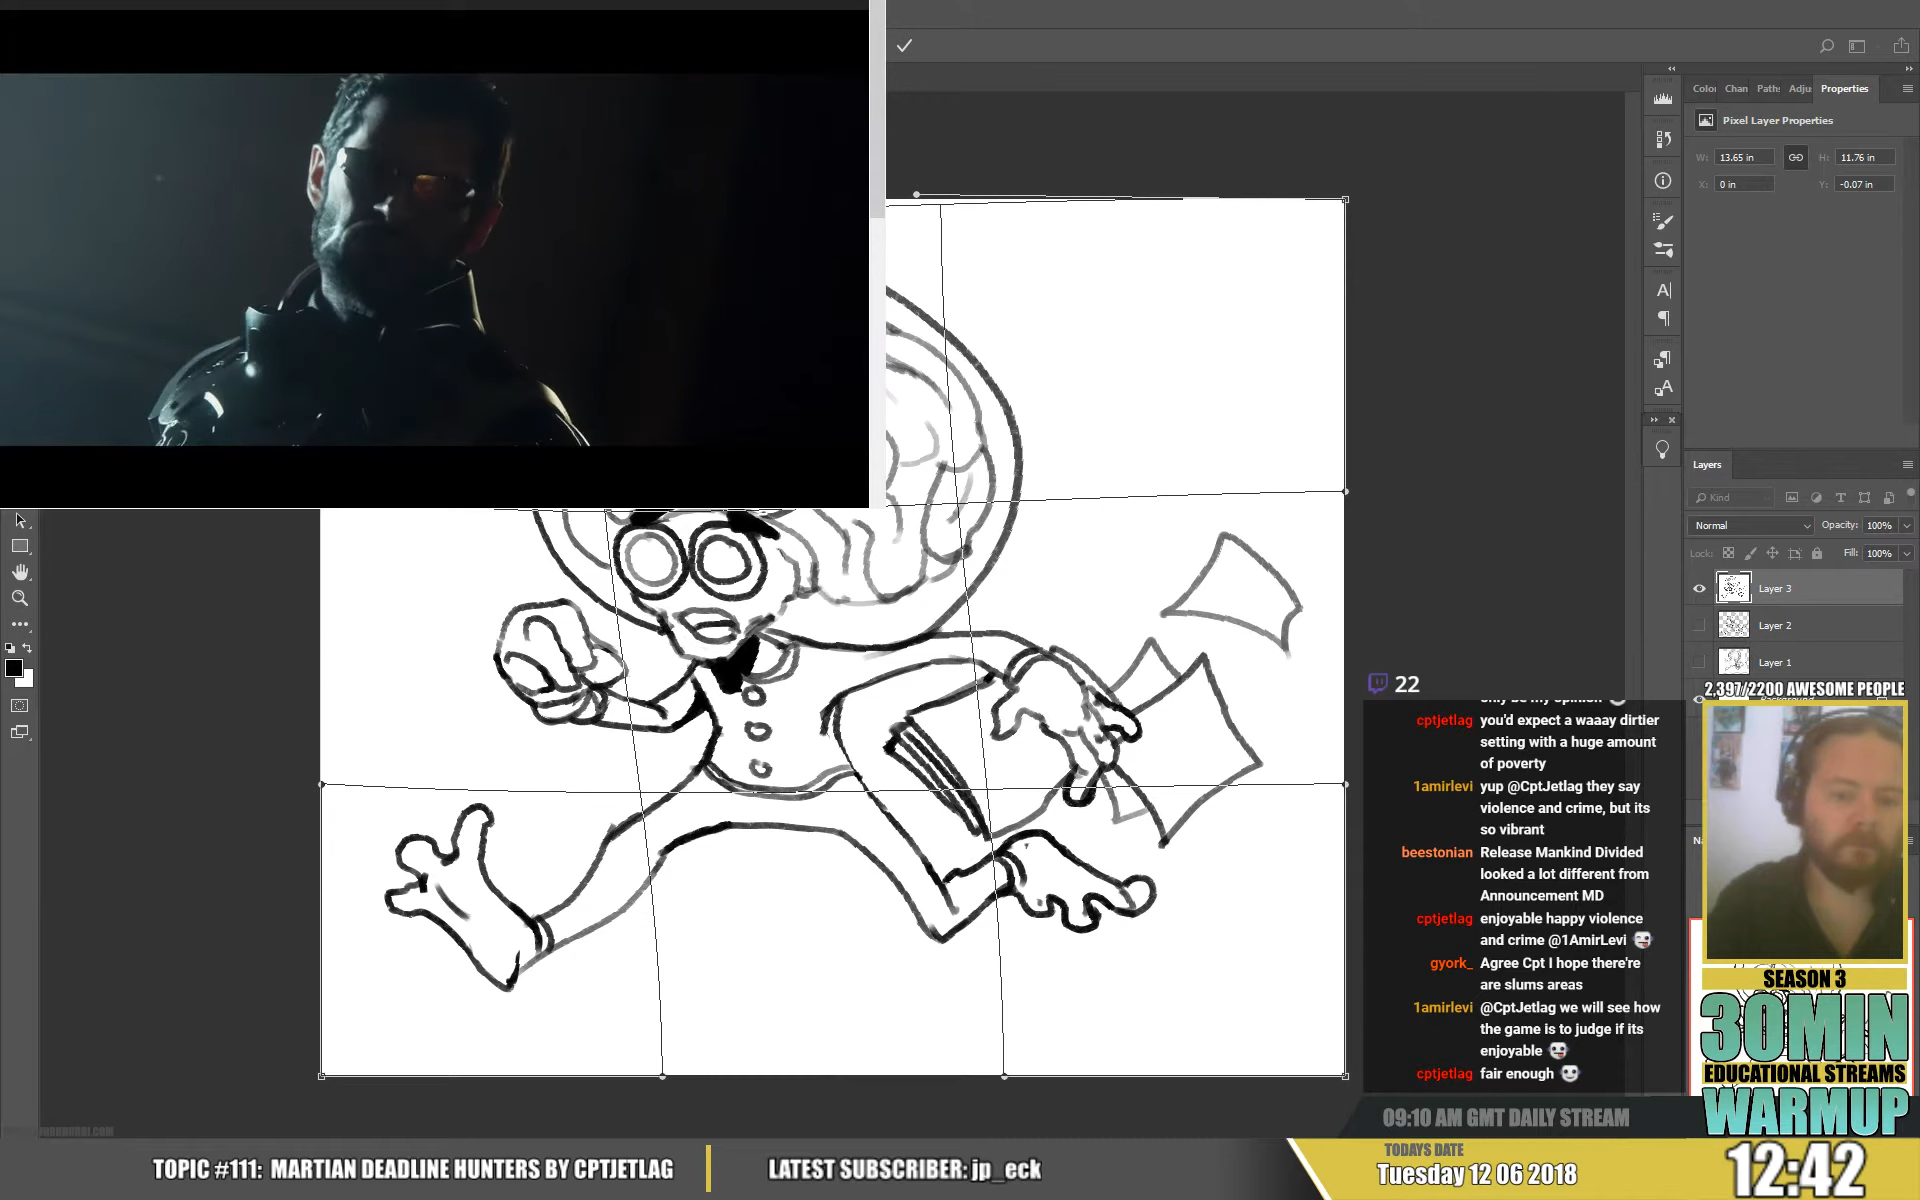 Color
Chan
Paths
Adju
Properties
Pixel Layer Properties
W: 13.65 in
H: 11.76 in
X: 0 in
Y: -0.07 in
Layers
Kind
Normal
Opacity: 100%
Lock:
Fill: 100%
Layer 3
Layer 2
Layer 1
2,397/2200 AWESOME PEOPLE
22
only be my opinion
cptjetlag you'd expect a waaay dirtier
setting with a huge amount
of poverty
1amirlevi yup @CptJetlag they say
violence and crime, but its
so vibrant
beestonian Release Mankind Divided
looked a lot different from
Announcement MD
cptjetlag enjoyable happy violence
and crime @1AmirLevi
gyork_ Agree Cpt I hope there're
are slums areas
1amirlevi @CptJetlag we will see how
the game is to judge if its
enjoyable
cptjetlag fair enough
SEASON 3
30MIN
EDUCATIONAL STREAMS
WARMUP
09:10 AM GMT DAILY STREAM
TOPIC #111: MARTIAN DEADLINE HUNTERS BY CPTJETLAG
LATEST SUBSCRIBER: jp_eck
TODAYS DATE
Tuesday 12 06 2018
12:42